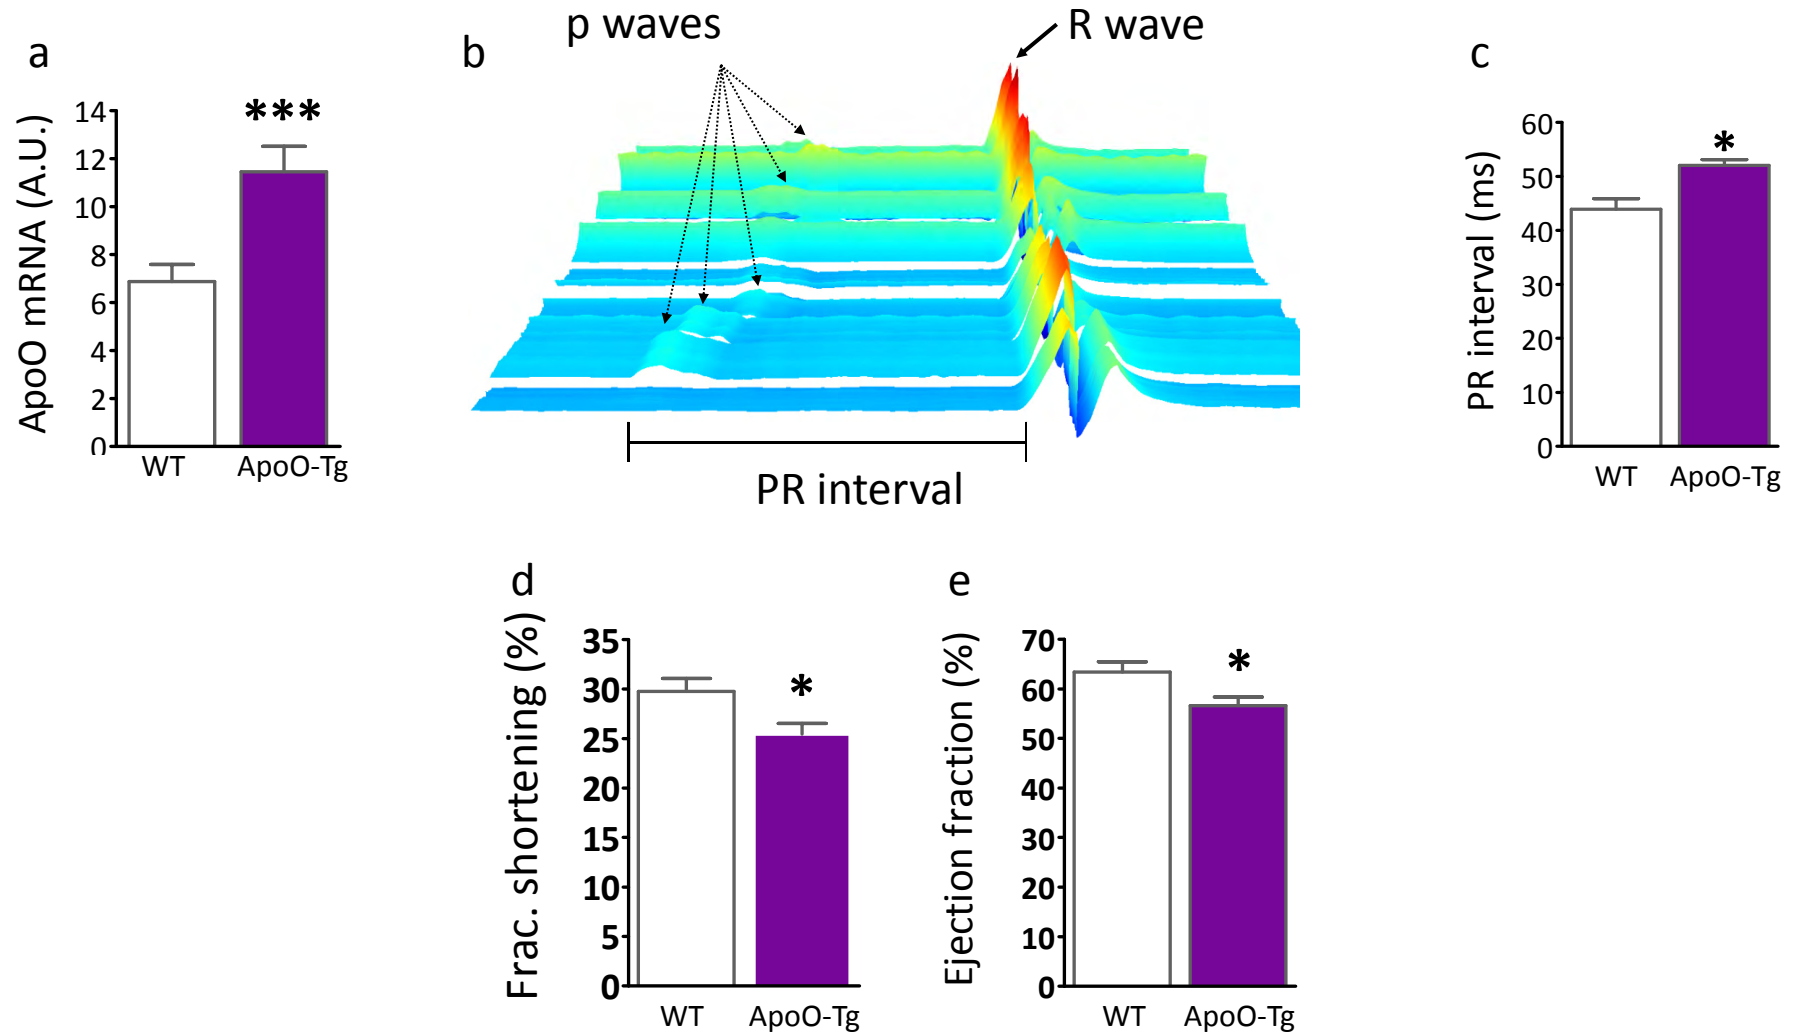 a
ApoO mRNA (A.U.)
14
12
10
8
6
4
2
0
***
WT
ApoO-Tg
b
p waves
R wave
PR interval
c
PR interval (ms)
60
50
40
30
20
10
0
*
WT
ApoO-Tg
d
Frac. shortening (%)
35
30
25
20
15
10
5
0
*
WT
ApoO-Tg
e
Ejection fraction (%)
70
60
50
40
30
20
10
0
*
WT
ApoO-Tg